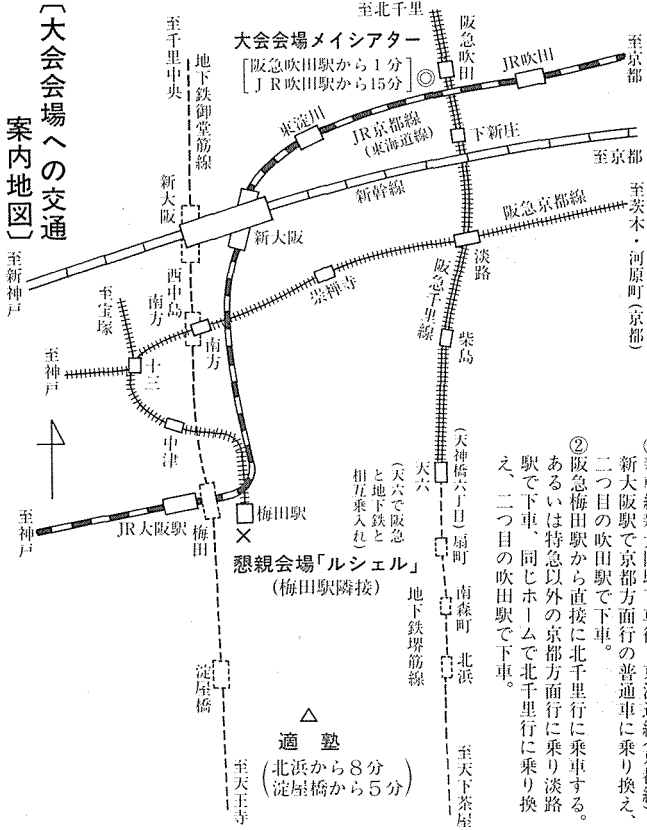 〔大会会場への交通
案内地図〕
至北千里
阪急吹田
JR吹田
至京都
大会会場メイシアター
[阪急吹田駅から1分]
[JR吹田駅から15分]
◎
至千里中央
地下鉄御堂筋線
東淀川
JR京都線
(東海道線)
下新庄
至京都
新幹線
新大阪
新大阪
阪急京都線
至茨木・河原町(京都)
淡路
崇禅寺
阪急千里線
至新神戸
西中島
南方
南方
至宝塚
十三
至神戸
柴島
中津
(天神橋六丁目)
天六
(天六で阪急
と地下鉄と
相互乗入れ)
至神戸
JR大阪駅
梅田
梅田駅
×
懇親会場「ルシェル」
(梅田駅隣接)
扇町
南森町
地下鉄堺筋線
北浜
淀屋橋
△
適塾
(北浜から8分
淀屋橋から5分)
至天王寺
至天下茶屋
新大阪駅で京都方面行の普通車に乗り換え、
二つ目の吹田駅で下車。
②阪急梅田駅から直接に北千里行に乗車する。
あるいは特急以外の京都方面行に乗り淡路
駅で下車、同じホームで北千里行に乗り換
え、二つ目の吹田駅で下車。